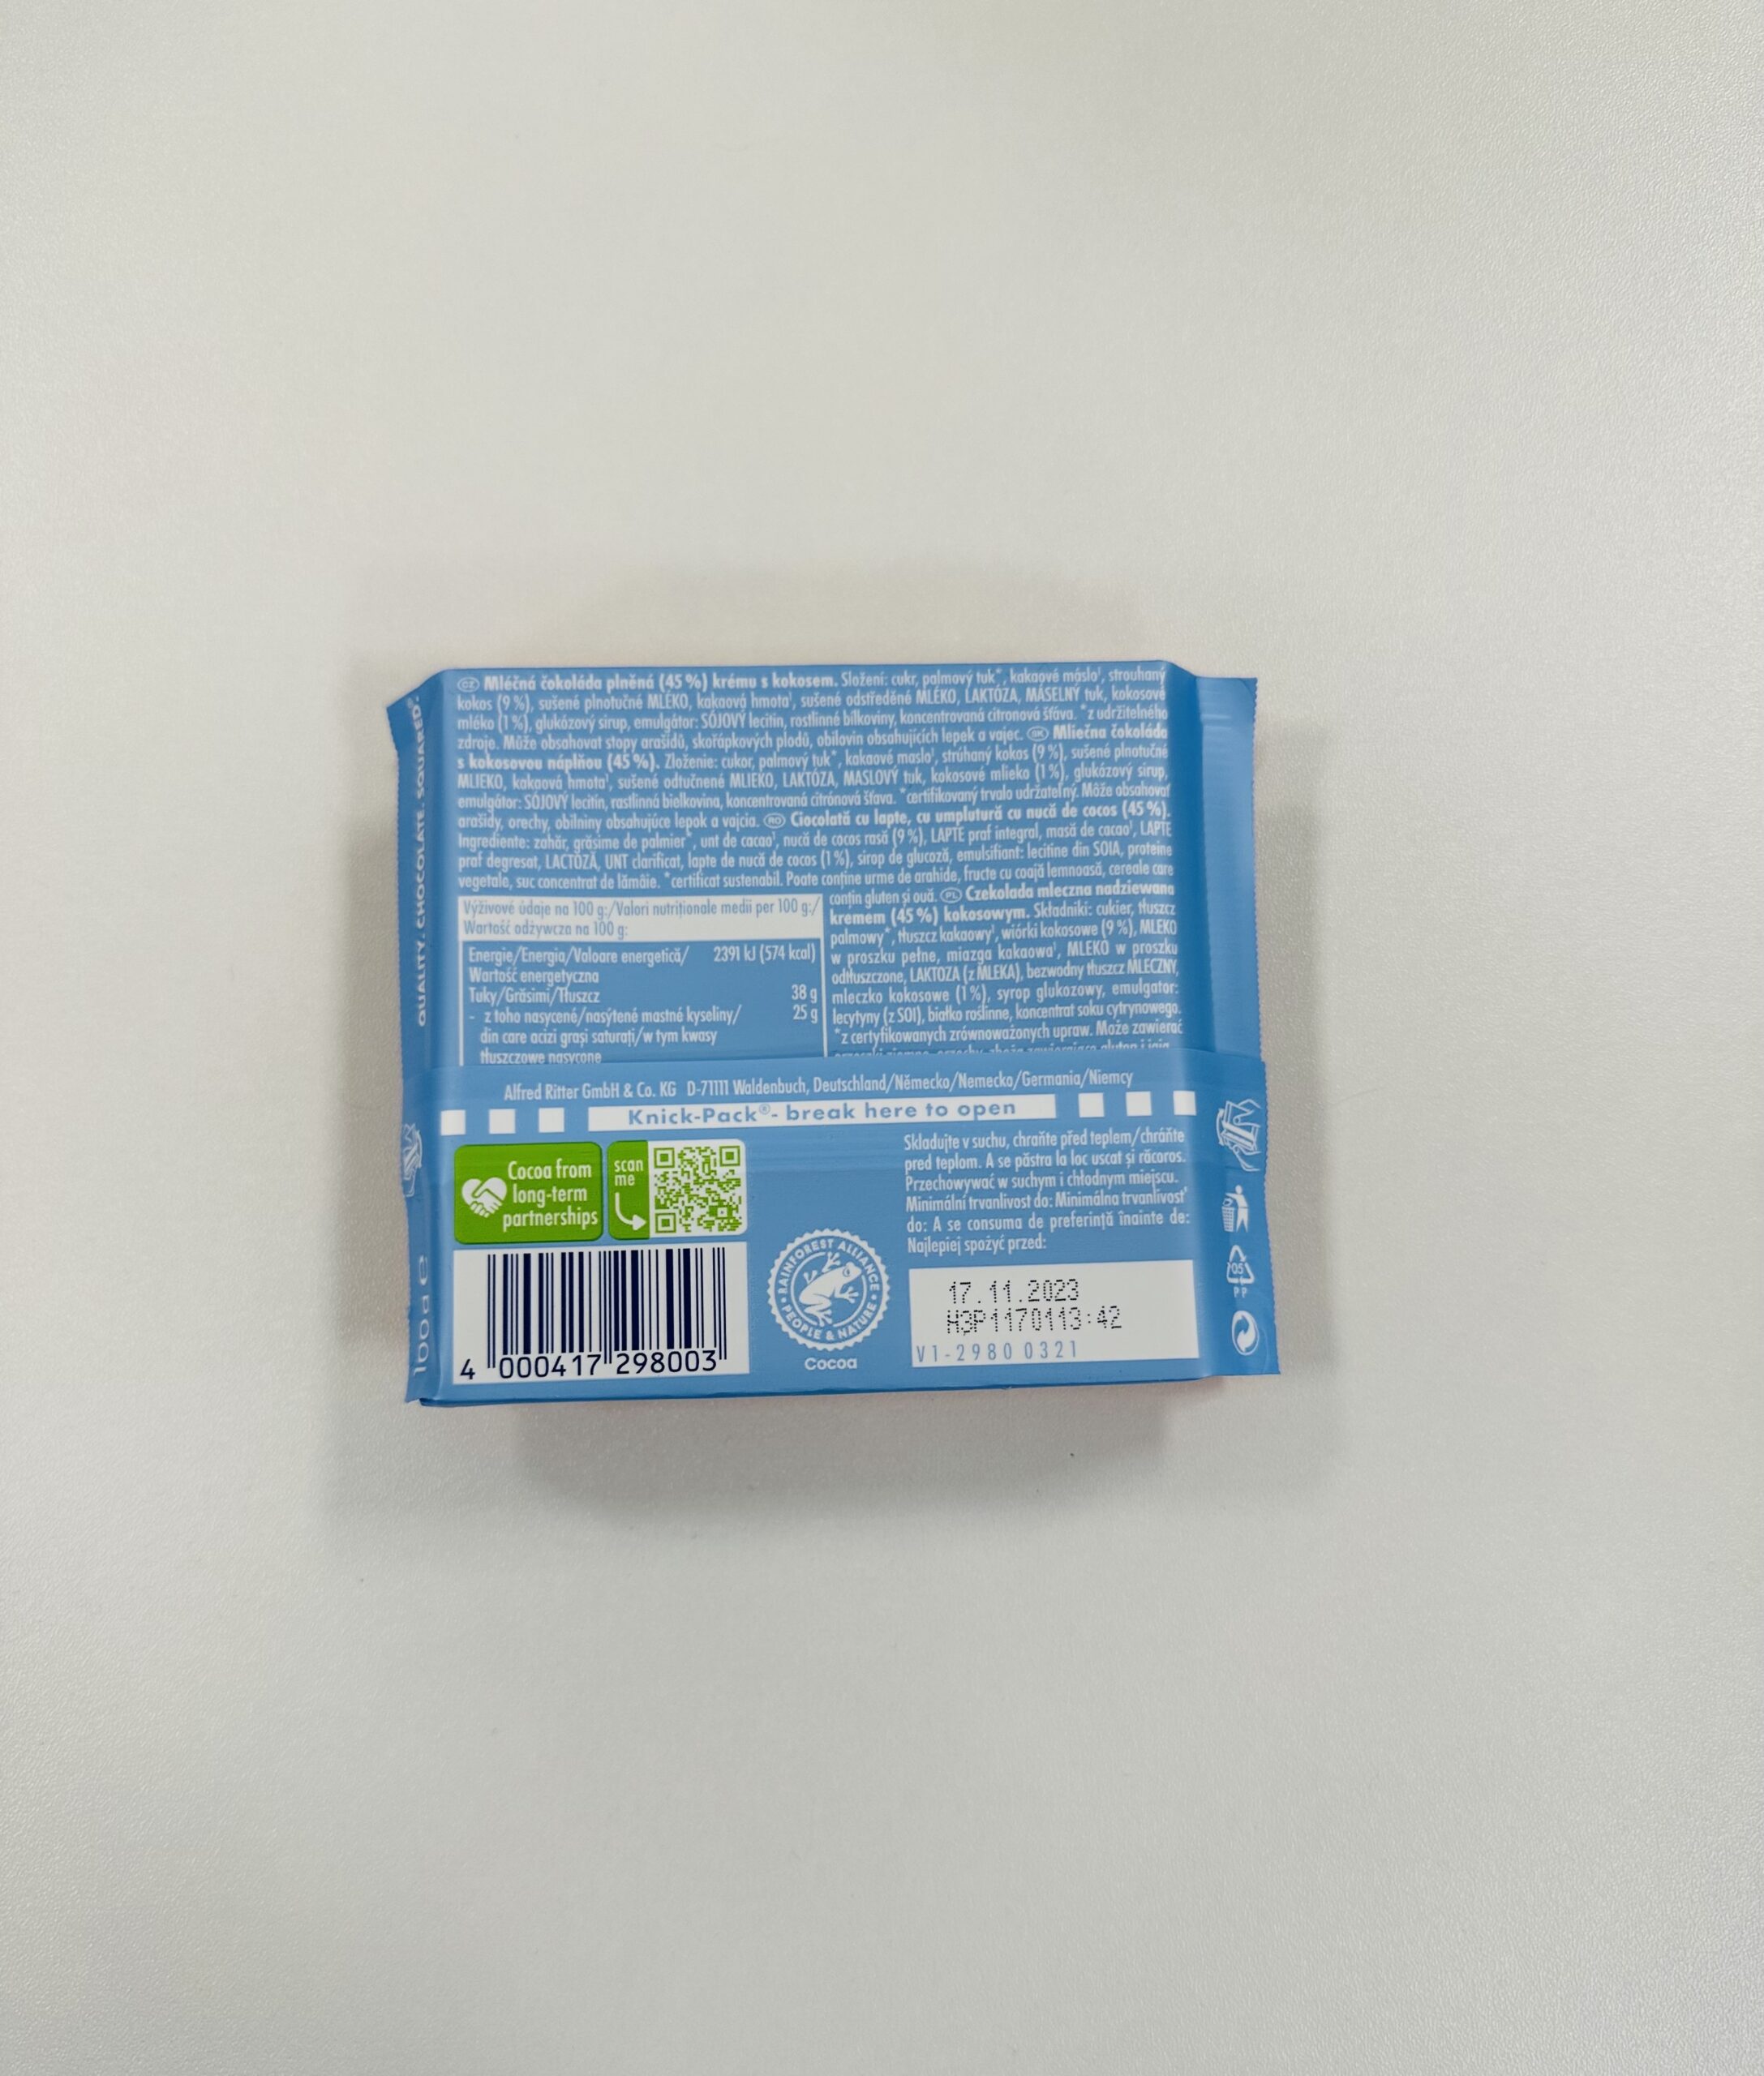 CZ Mléčná čokoláda plněná (45 %) krému s kokosem. Složení: cukr, palmový tuk*, kakaové máslo¹, strouhaný
kokos (9 %), sušené plnotučné MLÉKO, kakaová hmota¹, sušené odstředěné MLÉKO, LAKTÓZA, MÁSELNÝ tuk, kokosové
mléko (1 %), glukózový sirup, emulgátor: SÓJOVÝ lecitin, rostlinné bílkoviny, koncentrovaná citronová šťáva. *z udržitelného
zdroje. Může obsahovat stopy arašídů, skořápkových plodů, obilovin obsahujících lepek a vajec. SK Mliečna čokoláda
s kokosovou náplňou (45 %). Zloženie: cukor, palmový tuk*, kakaové maslo¹, strúhaný kokos (9 %), sušené plnotučné
MLIEKO, kakaová hmota¹, sušené odtučnené MLIEKO, LAKTÓZA, MASLOVÝ tuk, kokosové mlieko (1 %), glukózový sirup,
emulgátor: SÓJOVÝ lecitín, rastlinná bielkovina, koncentrovaná citrónová šťava. *certifikovaný trvalo udržateľný. Môže obsahovať
arašidy, orechy, obilniny obsahujúce lepok a vajcia. RO Ciocolată cu lapte, cu umplutură cu nucă de cocos (45 %).
Ingrediente: zahăr, grăsime de palmier*, unt de cacao¹, nucă de cocos rasă (9 %), LAPTE praf integral, masă de cacao¹, LAPTE
praf degresat, LACTOZĂ, UNT clarificat, lapte de nucă de cocos (1 %), sirop de glucoză, emulsifiant: lecitine din SOIA, proteine
vegetale, suc concentrat de lămâie. *certificat sustenabil. Poate conține urme de arahide, fructe cu coajă lemnoasă, cereale care
conțin gluten și ouă. PL Czekolada mleczna nadziewana
kremem (45 %) kokosowym. Składniki: cukier, tłuszcz
palmowy*, tłuszcz kakaowy¹, wiórki kokosowe (9 %), MLEKO
w proszku pełne, miazga kakaowa¹, MLEKO w proszku
odtłuszczone, LAKTOZA (z MLEKA), bezwodny tłuszcz MLECZNY,
mleczko kokosowe (1%), syrop glukozowy, emulgator:
lecytyny (z SOI), białko roślinne, koncentrat soku cytrynowego.
*z certyfikowanych zrównoważonych upraw. Może zawierać
Výživové údaje na 100 g:/Valori nutriționale medii per 100 g:/
Wartość odżywcza na 100 g:
Energie/Energia/Valoare energetică/ 2391 kJ (574 kcal)
Wartość energetyczna
Tuky/Grăsimi/Tłuszcz 38 g
- z toho nasycené/nasýtené mastné kyseliny/ 25 g
din care acizi grași saturați/w tym kwasy
tłuszczowe nasycone
Alfred Ritter GmbH & Co. KG D-71111 Waldenbuch, Deutschland/Německo/Nemecko/Germania/Niemcy
Knick-Pack®- break here to open
Cocoa from
long-term
partnerships
scan
me
Skladujte v suchu, chraňte před teplem/chráňte
pred teplom. A se păstra la loc uscat și răcoros.
Przechowywać w suchym i chłodnym miejscu.
Minimální trvanlivost do: Minimálna trvanlivosť
do: A se consuma de preferință înainte de:
Najlepiej spożyć przed:
17.11.2023
H3P1170113:42
V1-2980 0321
RAINFOREST ALLIANCE
PEOPLE & NATURE
Cocoa
4 000417 298003
QUALITY. CHOCOLATE. SQUARED.®
100g e
05
PP